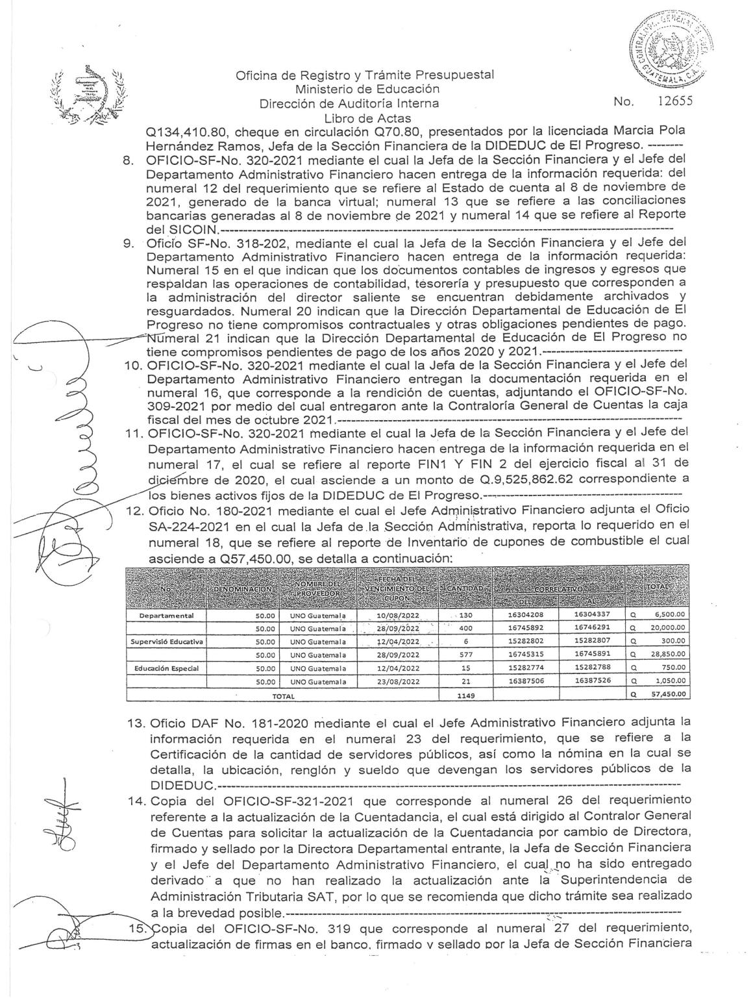 CONTRALORÍA GENERAL DE
GUATEMALA, C.A.
Oficina de Registro y Trámite Presupuestal
Ministerio de Educación
Dirección de Auditoría Interna
No. 12655
Libro de Actas
Q134,410.80, cheque en circulación Q70.80, presentados por la licenciada Marcia Pola
Hernández Ramos, Jefa de la Sección Financiera de la DIDEDUC de El Progreso. --------
8. OFICIO-SF-No. 320-2021 mediante el cual la Jefa de la Sección Financiera y el Jefe del
Departamento Administrativo Financiero hacen entrega de la información requerida: del
numeral 12 del requerimiento que se refiere al Estado de cuenta al 8 de noviembre de
2021, generado de la banca virtual; numeral 13 que se refiere a las conciliaciones
bancarias generadas al 8 de noviembre de 2021 y numeral 14 que se refiere al Reporte
del SICOIN.----------------------------------------------------------------------------------------------------
9. Oficio SF-No. 318-202, mediante el cual la Jefa de la Sección Financiera y el Jefe del
Departamento Administrativo Financiero hacen entrega de la información requerida:
Numeral 15 en el que indican que los documentos contables de ingresos y egresos que
respaldan las operaciones de contabilidad, tesorería y presupuesto que corresponden a
la administración del director saliente se encuentran debidamente archivados y
resguardados. Numeral 20 indican que la Dirección Departamental de Educación de El
Progreso no tiene compromisos contractuales y otras obligaciones pendientes de pago.
Numeral 21 indican que la Dirección Departamental de Educación de El Progreso no
tiene compromisos pendientes de pago de los años 2020 y 2021.-------------------------------
10. OFICIO-SF-No. 320-2021 mediante el cual la Jefa de la Sección Financiera y el Jefe del
Departamento Administrativo Financiero entregan la documentación requerida en el
numeral 16, que corresponde a la rendición de cuentas, adjuntando el OFICIO-SF-No.
309-2021 por medio del cual entregaron ante la Contraloría General de Cuentas la caja
fiscal del mes de octubre 2021.----------------------------------------------------------------------------
11. OFICIO-SF-No. 320-2021 mediante el cual la Jefa de la Sección Financiera y el Jefe del
Departamento Administrativo Financiero hacen entrega de la información requerida en el
numeral 17, el cual se refiere al reporte FIN1 Y FIN 2 del ejercicio fiscal al 31 de
diciembre de 2020, el cual asciende a un monto de Q.9,525,862.62 correspondiente a
los bienes activos fijos de la DIDEDUC de El Progreso.--------------------------------------------
12. Oficio No. 180-2021 mediante el cual el Jefe Administrativo Financiero adjunta el Oficio
SA-224-2021 en el cual la Jefa de la Sección Administrativa, reporta lo requerido en el
numeral 18, que se refiere al reporte de Inventario de cupones de combustible el cual
asciende a Q57,450.00, se detalla a continuación:
No. DENOMINACION NOMBRE DEL PROVEEDOR FECHA DEL VENCIMIENTO DEL CUPON CANTIDAD CORRELATIVO TOTAL
DEL AL
Departamental 50.00 UNO Guatemala 10/08/2022 130 16304208 16304337 Q 6,500.00
50.00 UNO Guatemala 28/09/2022 400 16745892 16746291 Q 20,000.00
Supervisió Educativa 50.00 UNO Guatemala 12/04/2022 6 15282802 15282807 Q 300.00
50.00 UNO Guatemala 28/09/2022 577 16745315 16745891 Q 28,850.00
Educación Especial 50.00 UNO Guatemala 12/04/2022 15 15282774 15282788 Q 750.00
50.00 UNO Guatemala 23/08/2022 21 16387506 16387526 Q 1,050.00
TOTAL 1149 Q 57,450.00
13. Oficio DAF No. 181-2020 mediante el cual el Jefe Administrativo Financiero adjunta la
información requerida en el numeral 23 del requerimiento, que se refiere a la
Certificación de la cantidad de servidores públicos, así como la nómina en la cual se
detalla, la ubicación, renglón y sueldo que devengan los servidores públicos de la
DIDEDUC.------------------------------------------------------------------------------------------------------
14. Copia del OFICIO-SF-321-2021 que corresponde al numeral 26 del requerimiento
referente a la actualización de la Cuentadancia, el cual está dirigido al Contralor General
de Cuentas para solicitar la actualización de la Cuentadancia por cambio de Directora,
firmado y sellado por la Directora Departamental entrante, la Jefa de Sección Financiera
y el Jefe del Departamento Administrativo Financiero, el cual no ha sido entregado
derivado a que no han realizado la actualización ante la Superintendencia de
Administración Tributaria SAT, por lo que se recomienda que dicho trámite sea realizado
a la brevedad posible.---------------------------------------------------------------------------------------
15. Copia del OFICIO-SF-No. 319 que corresponde al numeral 27 del requerimiento,
actualización de firmas en el banco, firmado y sellado por la Jefa de Sección Financiera